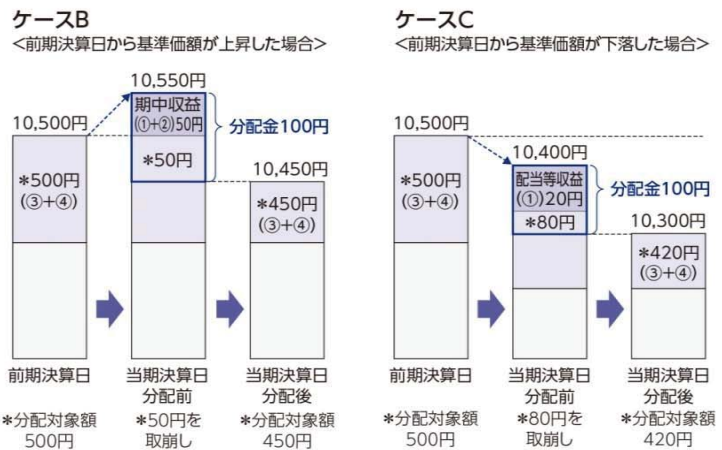 ケースB
<前期決算日から基準価額が上昇した場合>
10,500円
10,550円
期中収益
(①+②)50円
*50円
分配金100円
10,450円
*500円
(③+④)
*450円
(③+④)
前期決算日
当期決算日
分配前
当期決算日
分配後
*分配対象額
500円
*50円を
取崩し
*分配対象額
450円
ケースC
<前期決算日から基準価額が下落した場合>
10,500円
10,400円
配当等収益
(①)20円
*80円
分配金100円
10,300円
*500円
(③+④)
*420円
(③+④)
前期決算日
当期決算日
分配前
当期決算日
分配後
*分配対象額
500円
*80円を
取崩し
*分配対象額
420円